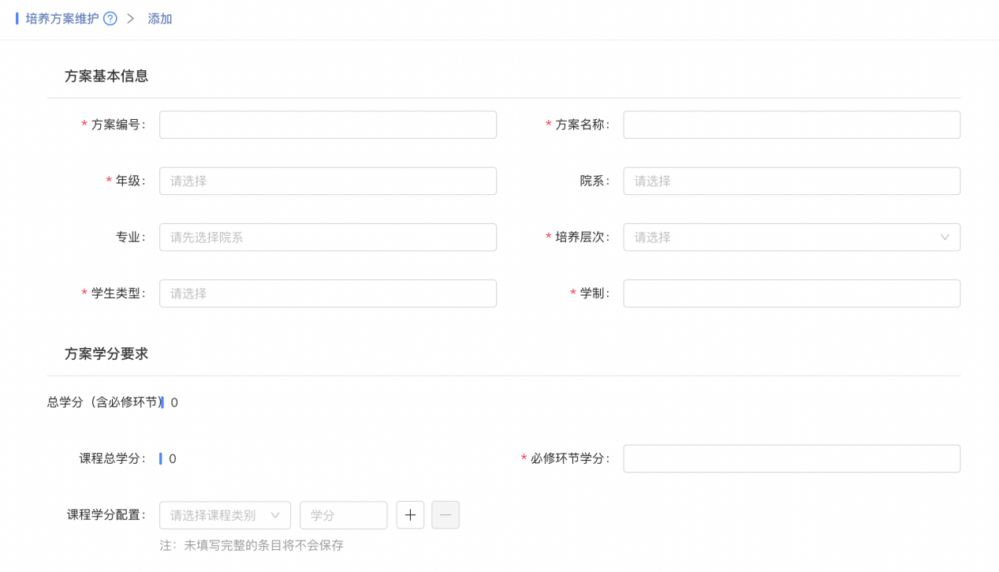 培养方案维护 ? > 添加
方案基本信息
* 方案编号: * 方案名称:
* 年级: 请选择 院系: 请选择
专业: 请先选择院系 * 培养层次: 请选择
* 学生类型: 请选择 * 学制:
方案学分要求
总学分（含必修环节） 0
课程总学分: 0 * 必修环节学分:
课程学分配置: 请选择课程类别 学分 + —
注: 未填写完整的条目将不会保存